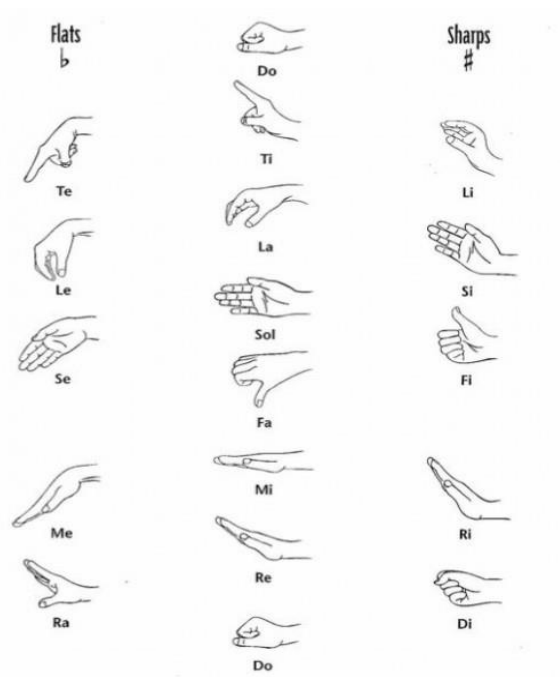 Flats
♭
Te
Le
Se
Me
Ra
Do
Ti
La
Sol
Fa
Mi
Re
Do
Sharps
♯
Li
Si
Fi
Ri
Di